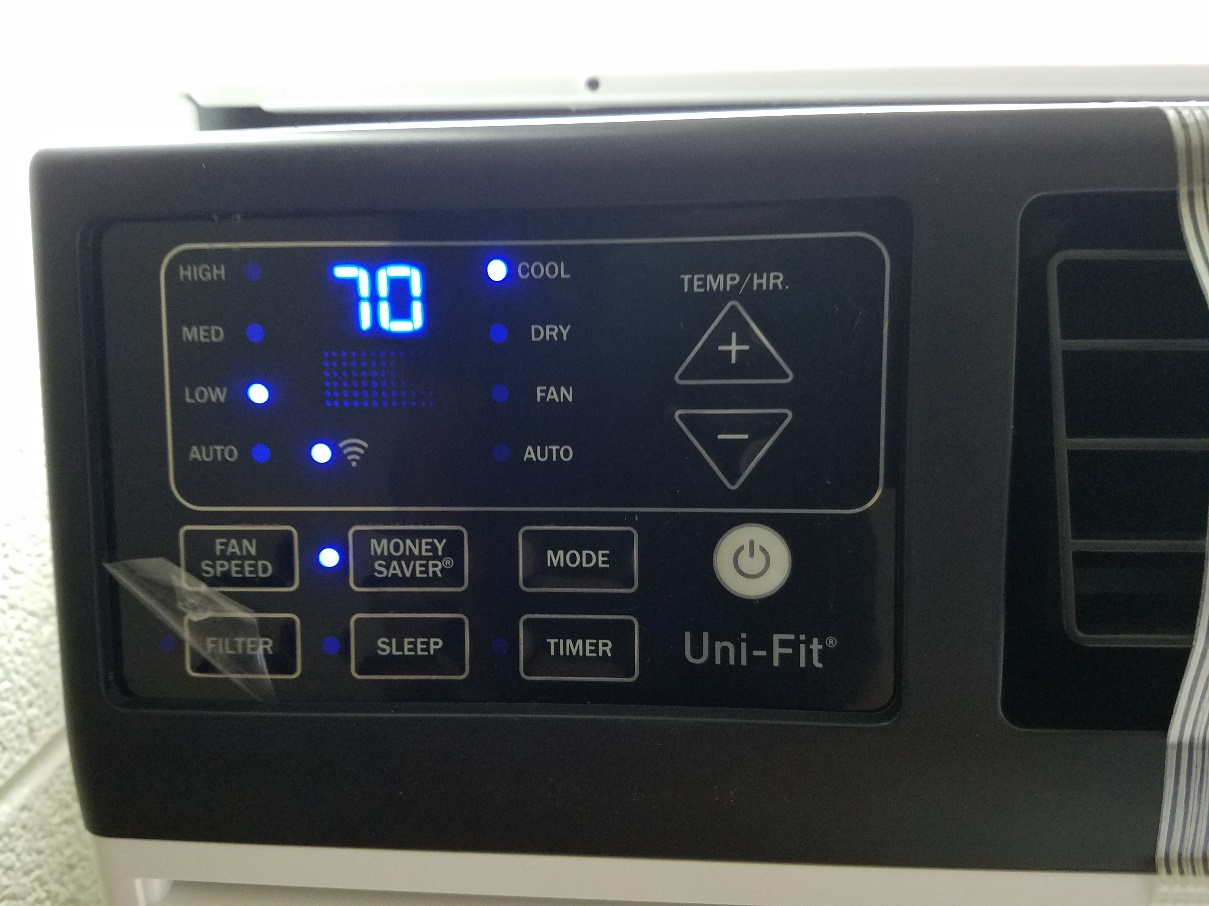 HIGH
70
COOL
TEMP/HR.
MED
DRY
+
LOW
FAN
−
AUTO
AUTO
FAN
SPEED
MONEY
SAVER®
MODE
FILTER
SLEEP
TIMER
Uni-Fit®